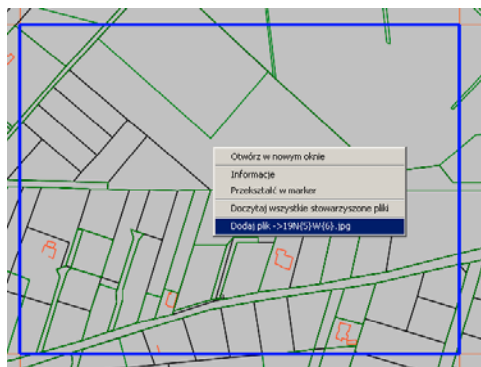 Otwórz w nowym oknie
Informacje
Przekształć w marker
Doczytaj wszystkie stowarzyszone pliki
Dodaj plik ->19N{5}W{6}.jpg